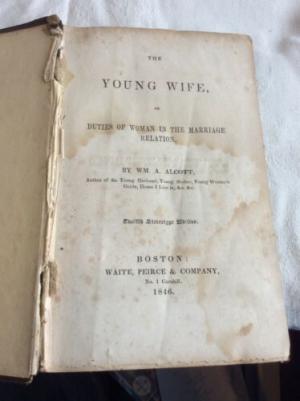 THE
YOUNG WIFE,
OR
DUTIES OF WOMAN IN THE MARRIAGE
RELATION.
BY WM. A. ALCOTT,
Author of the Young Husband, Young Mother, Young Woman's
Guide, House I Live in, &c. &c.
Twelfth Stereotype Edition.
BOSTON:
WAITE, PEIRCE & COMPANY,
No. 1 Cornhill.
1846.